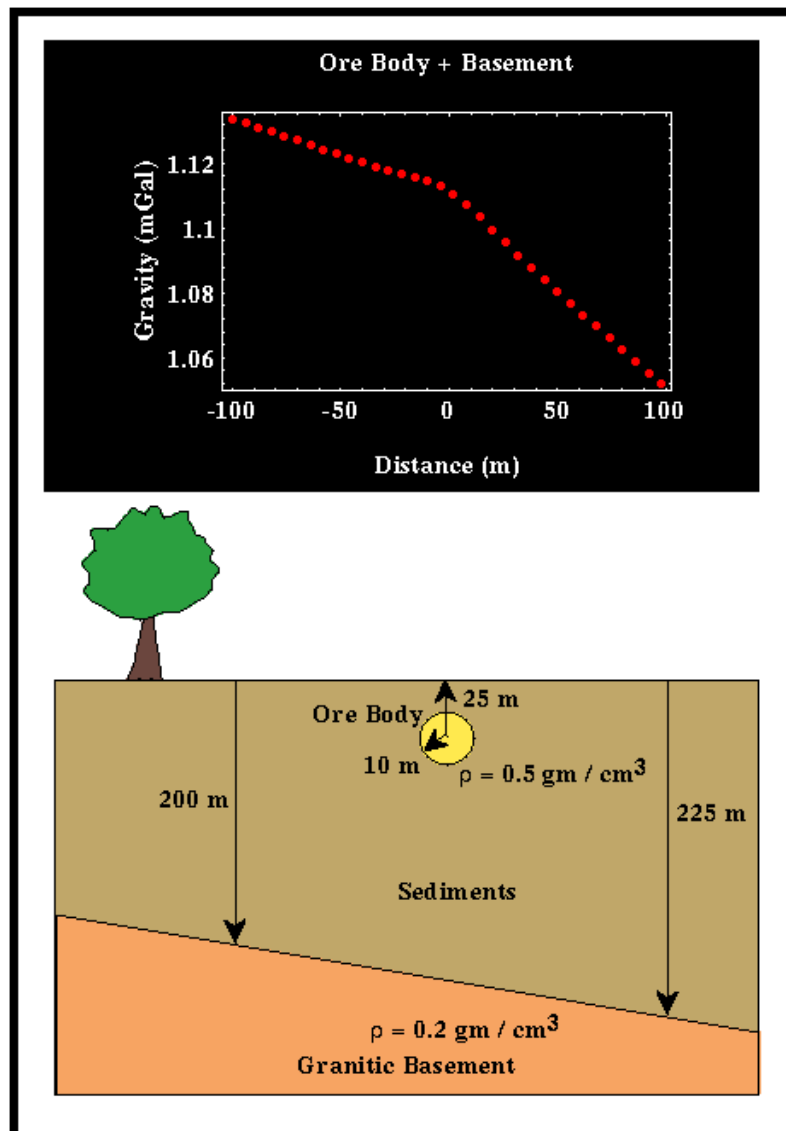 Ore Body + Basement
Gravity (mGal)
1.12
1.1
1.08
1.06
-100 -50 0 50 100
Distance (m)
25 m
Ore Body
10 m
ρ = 0.5 gm / cm³
200 m
225 m
Sediments
ρ = 0.2 gm / cm³
Granitic Basement